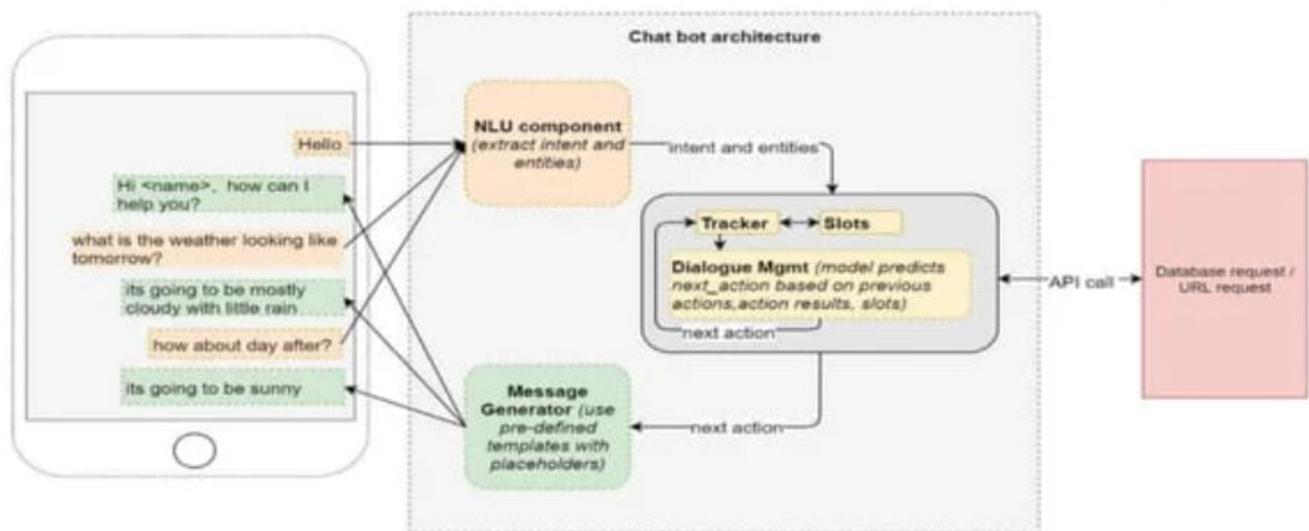 Chat bot architecture
Hello
Hi <name>, how can I
help you?
what is the weather looking like
tomorrow?
its going to be mostly
cloudy with little rain
how about day after?
its going to be sunny
NLU component
(extract intent and
entities)
intent and entities
Tracker
Slots
Dialogue Mgmt (model predicts
next_action based on previous
actions,action results, slots)
next action
API call
Database request /
URL request
Message
Generator (use
pre-defined
templates with
placeholders)
next action